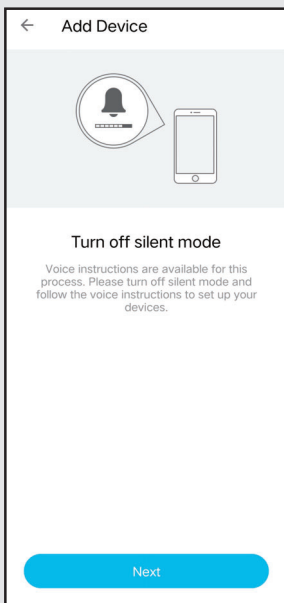 Add Device
Turn off silent mode
Voice instructions are available for this
process. Please turn off silent mode and
follow the voice instructions to set up your
devices.
Next